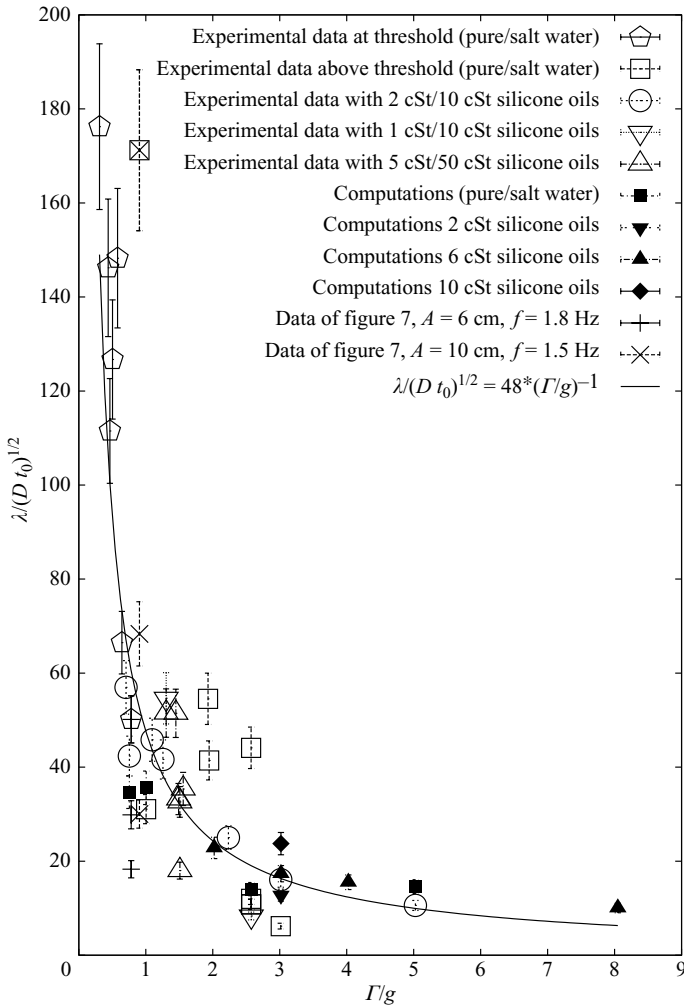 200
180
160
140
120
100
80
60
40
20
0
1
2
3
4
5
6
7
8
9
λ/(D t₀)^1/2
Γ/g
Experimental data at threshold (pure/salt water)
Experimental data above threshold (pure/salt water)
Experimental data with 2 cSt/10 cSt silicone oils
Experimental data with 1 cSt/10 cSt silicone oils
Experimental data with 5 cSt/50 cSt silicone oils
Computations (pure/salt water)
Computations 2 cSt silicone oils
Computations 6 cSt silicone oils
Computations 10 cSt silicone oils
Data of figure 7, A = 6 cm, f = 1.8 Hz
Data of figure 7, A = 10 cm, f = 1.5 Hz
λ/(D t₀)^1/2 = 48*(Γ/g)^–1